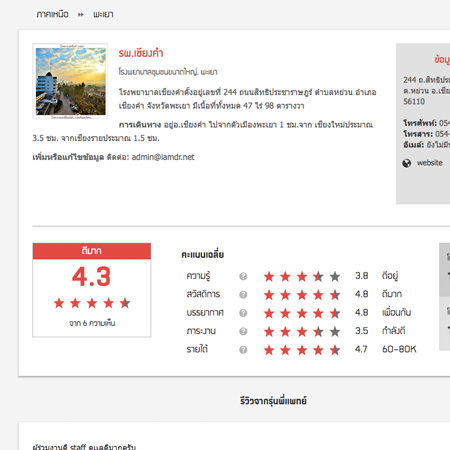 ภาคเหนือ ▸▸ พะเยา
รพ.เชียงคำ
โรงพยาบาลชุมชนขนาดใหญ่, พะเยา
โรงพยาบาลเชียงคำตั้งอยู่เลขที่ 244 ถนนสิทธิประชาราษฎร์ ตำบลหย่วน อำเภอ
เชียงคำ จังหวัดพะเยา มีเนื้อที่ทั้งหมด 47 ไร่ 98 ตารางวา
การเดินทาง อยู่อ.เชียงคำ ไปจากตัวเมืองพะเยา 1 ชม.จาก เชียงใหม่ประมาณ
3.5 ชม. จากเชียงรายประมาณ 1.5 ชม.
เพิ่มหรือแก้ไขข้อมูล ติดต่อ: admin@iamdr.net
ข้อมู
244 ถ.สิทธิประ
ต.หย่วน อ.เชีย
56110
โทรศัพท์: 054
โทรสาร: 054-
อีเมล์: ยังไม่มี
website
ดีมาก
4.3
จาก 6 ความเห็น
คะแนนเฉลี่ย
ความรู้ ? 3.8 ดีอยู่
สวัสดิการ ? 4.8 ดีมาก
บรรยากาศ ? 4.8 เพื่อนกัน
ภาระงาน ? 3.5 กำลังดี
รายได้ ? 4.7 60-80K
รีวิวจากรุ่นพี่แพทย์
ผู้ร่วมงานดี staff ดูแลดีมากครับ